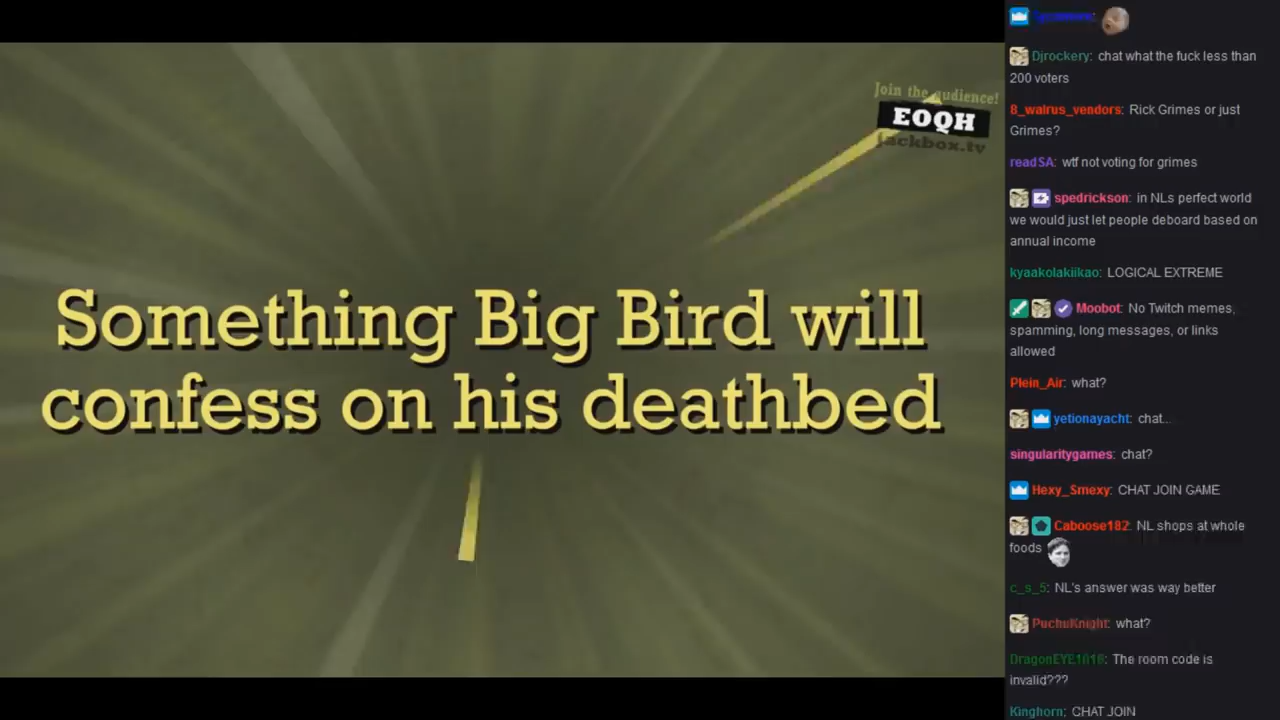 Join the audience!
EOQH
jackbox.tv
Something Big Bird will
confess on his deathbed
Djrockery: chat what the fuck less than
200 voters
8_walrus_vendors: Rick Grimes or just
Grimes?
readSA: wtf not voting for grimes
spedrickson: in NLs perfect world
we would just let people deboard based on
annual income
kyaakolakiikao: LOGICAL EXTREME
Moobot: No Twitch memes,
spamming, long messages, or links
allowed
Plein_Air: what?
yetionayacht: chat...
singularitygames: chat?
Hexy_Smexy: CHAT JOIN GAME
Caboose182: NL shops at whole
foods
c_s_5: NL's answer was way better
PuchuKnight: what?
DragonEYE1016: The room code is
invalid???
Kinghorn: CHAT JOIN